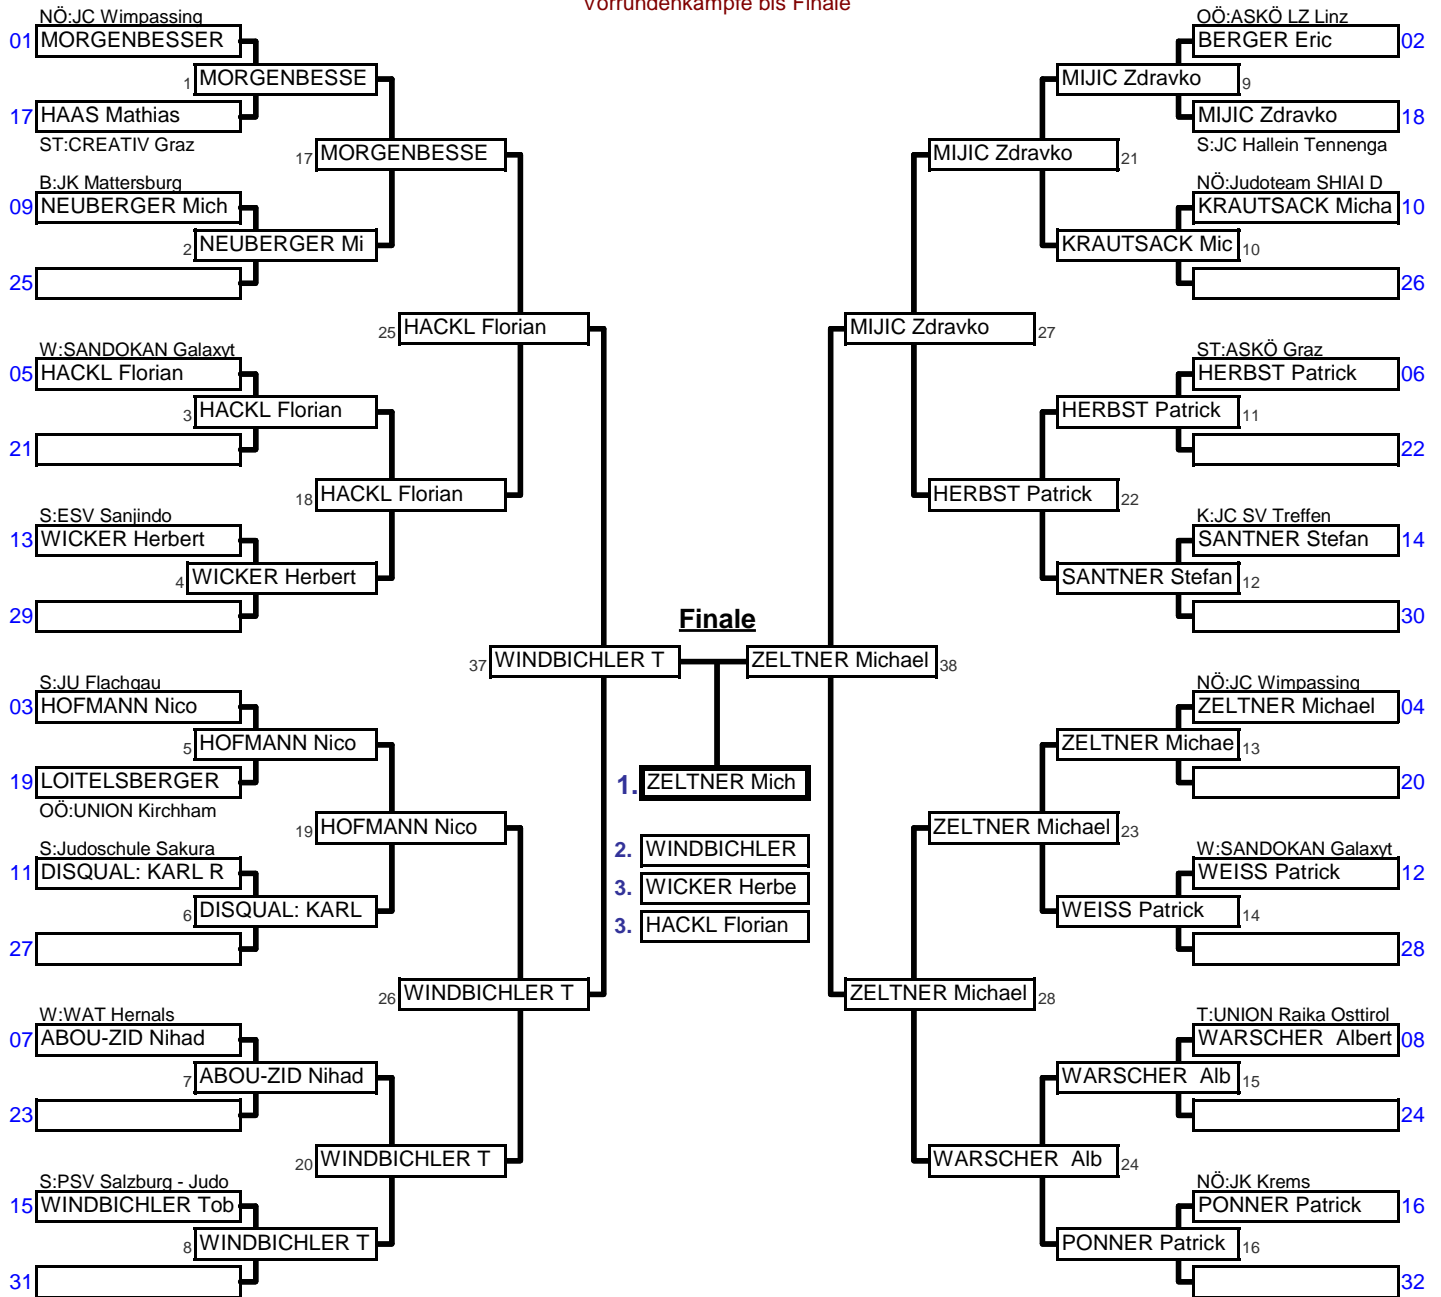 Vorrundenkämpfe bis Finale
NÖ:JC Wimpassing
01 MORGENBESSER
1 MORGENBESSE
17 HAAS Mathias
ST:CREATIV Graz
17 MORGENBESSE
B:JK Mattersburg
09 NEUBERGER Mich
2 NEUBERGER Mi
25
25 HACKL Florian
W:SANDOKAN Galaxyt
05 HACKL Florian
3 HACKL Florian
21
18 HACKL Florian
S:ESV Sanjindo
13 WICKER Herbert
4 WICKER Herbert
29
37 WINDBICHLER T
S:JU Flachgau
03 HOFMANN Nico
5 HOFMANN Nico
19 LOITELSBERGER
OÖ:UNION Kirchham
19 HOFMANN Nico
S:Judoschule Sakura
11 DISQUAL: KARL R
6 DISQUAL: KARL
27
26 WINDBICHLER T
W:WAT Hernals
07 ABOU-ZID Nihad
7 ABOU-ZID Nihad
23
20 WINDBICHLER T
S:PSV Salzburg - Judo
15 WINDBICHLER Tob
8 WINDBICHLER T
31
Finale
1. ZELTNER Mich
2. WINDBICHLER
3. WICKER Herbe
3. HACKL Florian
OÖ:ASKÖ LZ Linz
BERGER Eric 02
MIJIC Zdravko 9
MIJIC Zdravko 18
S:JC Hallein Tennenga
MIJIC Zdravko 21
NÖ:Judoteam SHIAI D
KRAUTSACK Micha 10
KRAUTSACK Mic 10
26
MIJIC Zdravko 27
ST:ASKÖ Graz
HERBST Patrick 06
HERBST Patrick 11
22
HERBST Patrick 22
K:JC SV Treffen
SANTNER Stefan 14
SANTNER Stefan 12
30
ZELTNER Michael 38
NÖ:JC Wimpassing
ZELTNER Michael 04
ZELTNER Michae 13
20
ZELTNER Michael 23
W:SANDOKAN Galaxyt
WEISS Patrick 12
WEISS Patrick 14
28
ZELTNER Michael 28
T:UNION Raika Osttirol
WARSCHER  Albert 08
WARSCHER  Alb 15
24
WARSCHER  Alb 24
NÖ:JK Krems
PONNER Patrick 16
PONNER Patrick 16
32